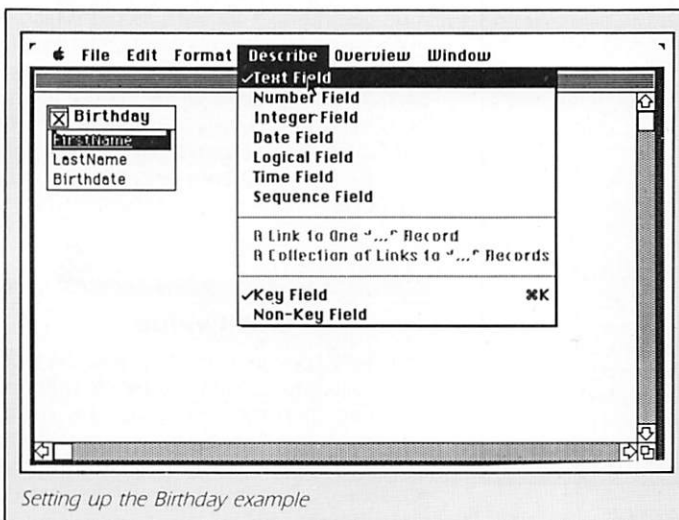 File Edit Format Describe Overview Window
✓Text Field
Number Field
Integer Field
Date Field
Logical Field
Time Field
Sequence Field
A Link to One "..." Record
A Collection of Links to "..." Records
✓Key Field ⌘K
Non-Key Field
Birthday
FirstName
LastName
Birthdate
Setting up the Birthday example